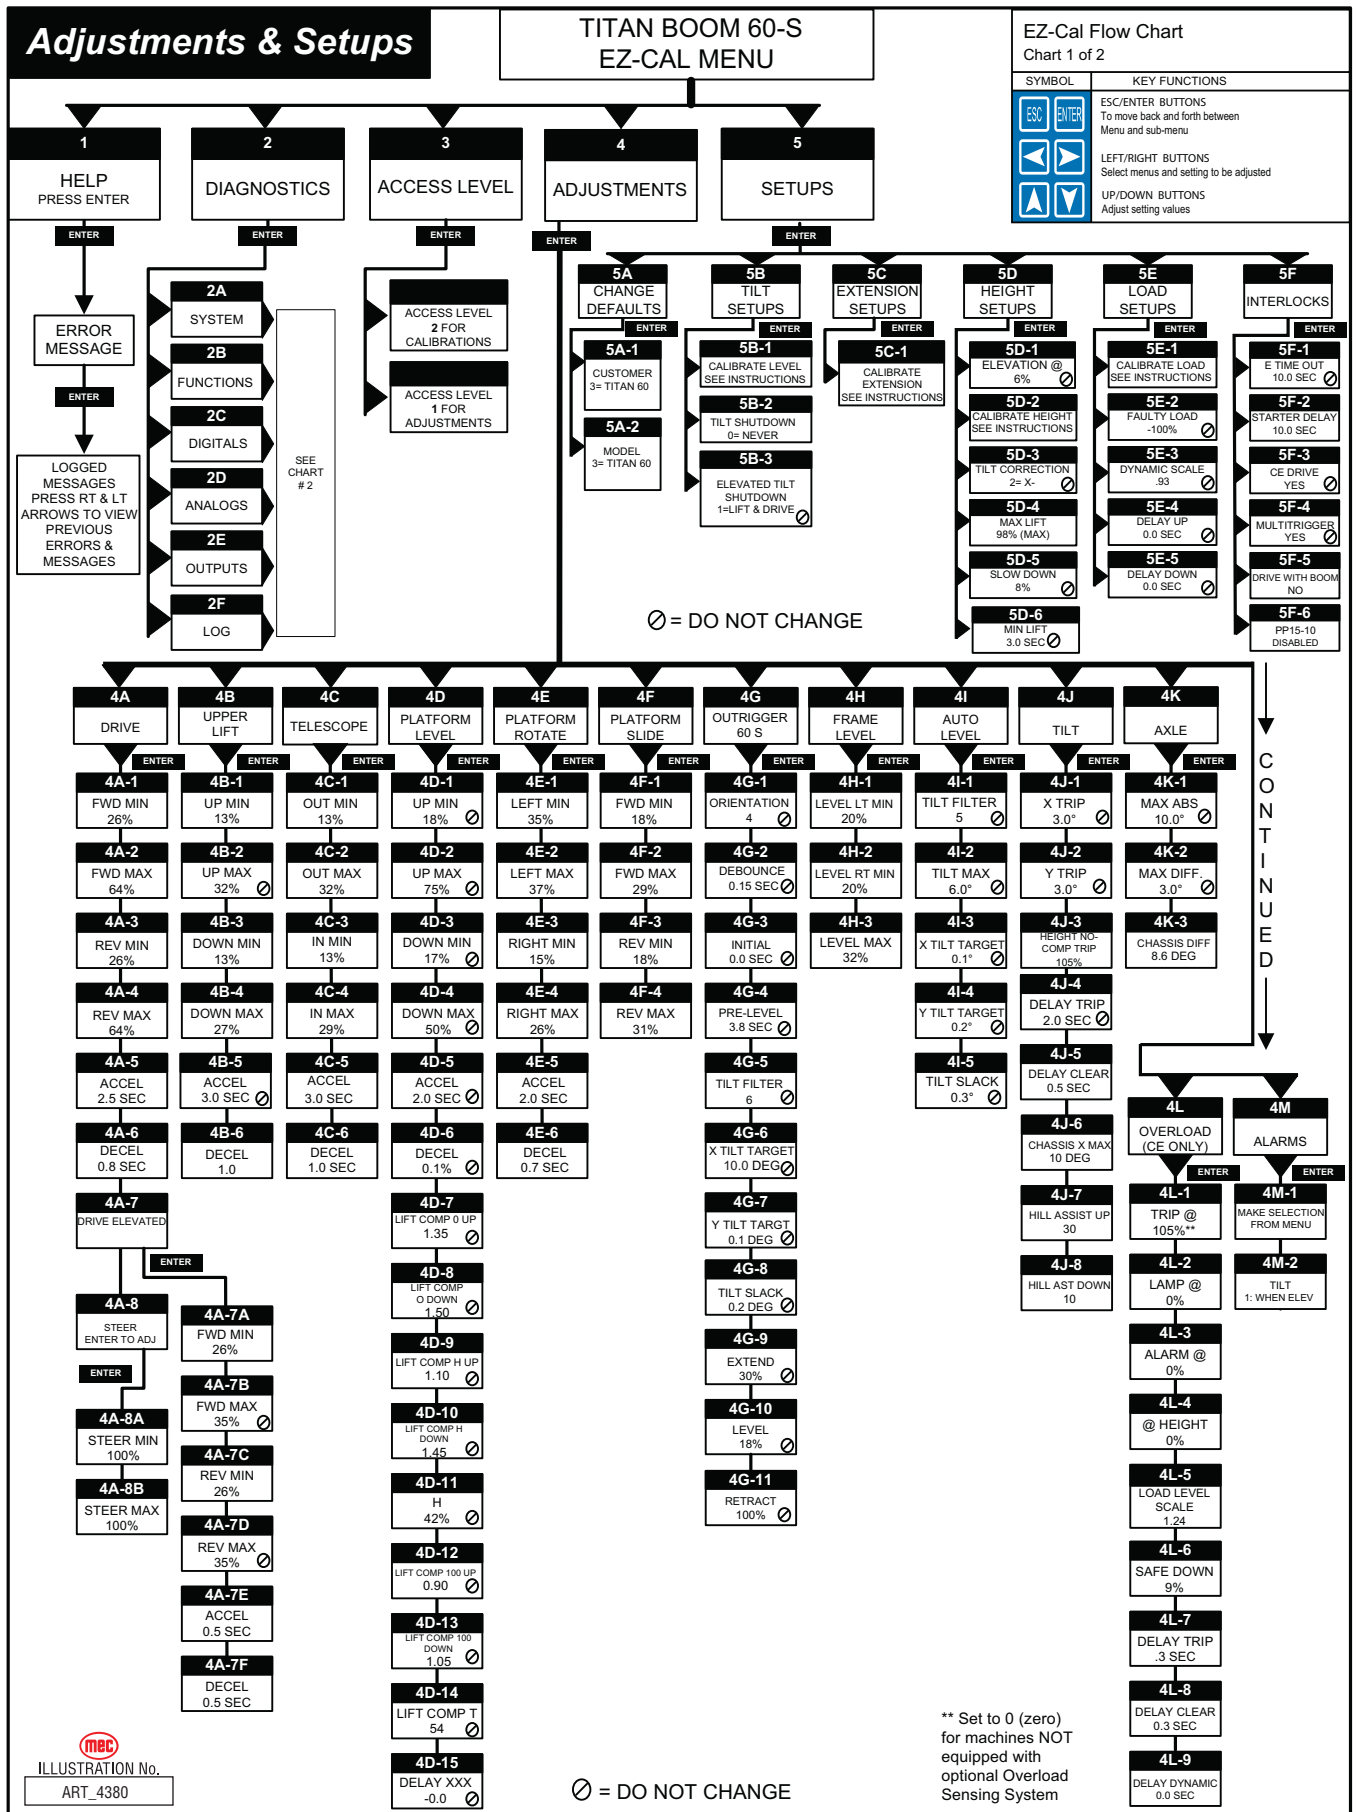 Adjustments & Setups
TITAN BOOM 60-S
EZ-CAL MENU
EZ-Cal Flow Chart
Chart 1 of 2
SYMBOL
KEY FUNCTIONS
ESC
ENTER
ESC/ENTER BUTTONS
To move back and forth between
Menu and sub-menu
LEFT/RIGHT BUTTONS
Select menus and setting to be adjusted
UP/DOWN BUTTONS
Adjust setting values
1
HELP
PRESS ENTER
2
DIAGNOSTICS
3
ACCESS LEVEL
4
ADJUSTMENTS
5
SETUPS
ENTER
ENTER
ENTER
ENTER
ENTER
ERROR
MESSAGE
ENTER
LOGGED
MESSAGES
PRESS RT & LT
ARROWS TO VIEW
PREVIOUS
ERRORS &
MESSAGES
2A
SYSTEM
2B
FUNCTIONS
2C
DIGITALS
2D
ANALOGS
2E
OUTPUTS
2F
LOG
SEE
CHART
# 2
ACCESS LEVEL
2 FOR
CALIBRATIONS
ACCESS LEVEL
1 FOR
ADJUSTMENTS
5A
CHANGE
DEFAULTS
ENTER
5A-1
CUSTOMER
3= TITAN 60
5A-2
MODEL
3= TITAN 60
5B
TILT
SETUPS
ENTER
5B-1
CALIBRATE LEVEL
SEE INSTRUCTIONS
5B-2
TILT SHUTDOWN
0= NEVER
5B-3
ELEVATED TILT
SHUTDOWN
1=LIFT & DRIVE
5C
EXTENSION
SETUPS
ENTER
5C-1
CALIBRATE
EXTENSION
SEE INSTRUCTIONS
5D
HEIGHT
SETUPS
ENTER
5D-1
ELEVATION @
6%
5D-2
CALIBRATE HEIGHT
SEE INSTRUCTIONS
5D-3
TILT CORRECTION
2= X-
5D-4
MAX LIFT
98% (MAX)
5D-5
SLOW DOWN
8%
5D-6
MIN LIFT
3.0 SEC
5E
LOAD
SETUPS
ENTER
5E-1
CALIBRATE LOAD
SEE INSTRUCTIONS
5E-2
FAULTY LOAD
-100%
5E-3
DYNAMIC SCALE
.93
5E-4
DELAY UP
0.0 SEC
5E-5
DELAY DOWN
0.0 SEC
5F
INTERLOCKS
ENTER
5F-1
E TIME OUT
10.0 SEC
5F-2
STARTER DELAY
10.0 SEC
5F-3
CE DRIVE
YES
5F-4
MULTITRIGGER
YES
5F-5
DRIVE WITH BOOM
NO
5F-6
PP15-10
DISABLED
= DO NOT CHANGE
4A
DRIVE
ENTER
4A-1
FWD MIN
26%
4A-2
FWD MAX
64%
4A-3
REV MIN
26%
4A-4
REV MAX
64%
4A-5
ACCEL
2.5 SEC
4A-6
DECEL
0.8 SEC
4A-7
DRIVE ELEVATED
ENTER
4A-8
STEER
ENTER TO ADJ
ENTER
4A-8A
STEER MIN
100%
4A-8B
STEER MAX
100%
4A-7A
FWD MIN
26%
4A-7B
FWD MAX
35%
4A-7C
REV MIN
26%
4A-7D
REV MAX
35%
4A-7E
ACCEL
0.5 SEC
4A-7F
DECEL
0.5 SEC
4B
UPPER
LIFT
ENTER
4B-1
UP MIN
13%
4B-2
UP MAX
32%
4B-3
DOWN MIN
13%
4B-4
DOWN MAX
27%
4B-5
ACCEL
3.0 SEC
4B-6
DECEL
1.0
4C
TELESCOPE
ENTER
4C-1
OUT MIN
13%
4C-2
OUT MAX
32%
4C-3
IN MIN
13%
4C-4
IN MAX
29%
4C-5
ACCEL
3.0 SEC
4C-6
DECEL
1.0 SEC
4D
PLATFORM
LEVEL
ENTER
4D-1
UP MIN
18%
4D-2
UP MAX
75%
4D-3
DOWN MIN
17%
4D-4
DOWN MAX
50%
4D-5
ACCEL
2.0 SEC
4D-6
DECEL
0.1%
4D-7
LIFT COMP 0 UP
1.35
4D-8
LIFT COMP
O DOWN
1.50
4D-9
LIFT COMP H UP
1.10
4D-10
LIFT COMP H
DOWN
1.45
4D-11
H
42%
4D-12
LIFT COMP 100 UP
0.90
4D-13
LIFT COMP 100
DOWN
1.05
4D-14
LIFT COMP T
54
4D-15
DELAY XXX
-0.0
4E
PLATFORM
ROTATE
ENTER
4E-1
LEFT MIN
35%
4E-2
LEFT MAX
37%
4E-3
RIGHT MIN
15%
4E-4
RIGHT MAX
26%
4E-5
ACCEL
2.0 SEC
4E-6
DECEL
0.7 SEC
4F
PLATFORM
SLIDE
ENTER
4F-1
FWD MIN
18%
4F-2
FWD MAX
29%
4F-3
REV MIN
18%
4F-4
REV MAX
31%
4G
OUTRIGGER
60 S
ENTER
4G-1
ORIENTATION
4
4G-2
DEBOUNCE
0.15 SEC
4G-3
INITIAL
0.0 SEC
4G-4
PRE-LEVEL
3.8 SEC
4G-5
TILT FILTER
6
4G-6
X TILT TARGET
10.0 DEG
4G-7
Y TILT TARGT
0.1 DEG
4G-8
TILT SLACK
0.2 DEG
4G-9
EXTEND
30%
4G-10
LEVEL
18%
4G-11
RETRACT
100%
4H
FRAME
LEVEL
ENTER
4H-1
LEVEL LT MIN
20%
4H-2
LEVEL RT MIN
20%
4H-3
LEVEL MAX
32%
4I
AUTO
LEVEL
ENTER
4I-1
TILT FILTER
5
4I-2
TILT MAX
6.0°
4I-3
X TILT TARGET
0.1°
4I-4
Y TILT TARGET
0.2°
4I-5
TILT SLACK
0.3°
4J
TILT
ENTER
4J-1
X TRIP
3.0°
4J-2
Y TRIP
3.0°
4J-3
HEIGHT NO-
COMP TRIP
105%
4J-4
DELAY TRIP
2.0 SEC
4J-5
DELAY CLEAR
0.5 SEC
4J-6
CHASSIS X MAX
10 DEG
4J-7
HILL ASSIST UP
30
4J-8
HILL AST DOWN
10
4K
AXLE
ENTER
4K-1
MAX ABS
10.0°
4K-2
MAX DIFF.
3.0°
4K-3
CHASSIS DIFF
8.6 DEG
CONTINUED
4L
OVERLOAD
(CE ONLY)
ENTER
4L-1
TRIP @
105%**
4L-2
LAMP @
0%
4L-3
ALARM @
0%
4L-4
@ HEIGHT
0%
4L-5
LOAD LEVEL
SCALE
1.24
4L-6
SAFE DOWN
9%
4L-7
DELAY TRIP
.3 SEC
4L-8
DELAY CLEAR
0.3 SEC
4L-9
DELAY DYNAMIC
0.0 SEC
4M
ALARMS
ENTER
4M-1
MAKE SELECTION
FROM MENU
4M-2
TILT
1: WHEN ELEV
** Set to 0 (zero)
for machines NOT
equipped with
optional Overload
Sensing System
= DO NOT CHANGE
mec
ILLUSTRATION No.
ART_4380